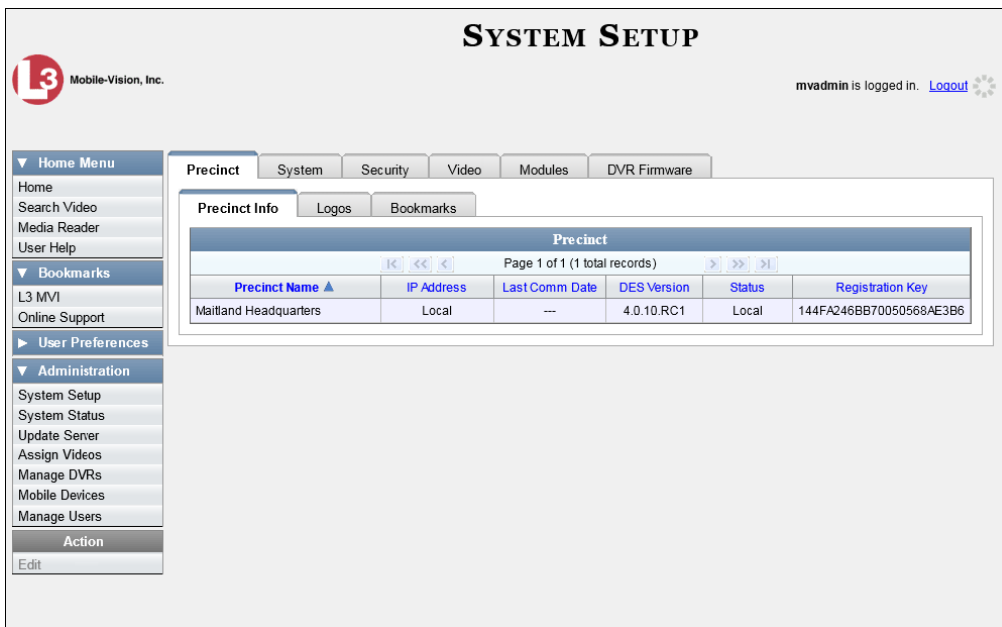 SYSTEM SETUP
L3 Mobile-Vision, Inc.
mvadmin is logged in. Logout
▼ Home Menu
Home
Search Video
Media Reader
User Help
▼ Bookmarks
L3 MVI
Online Support
▶ User Preferences
▼ Administration
System Setup
System Status
Update Server
Assign Videos
Manage DVRs
Mobile Devices
Manage Users
Action
Edit
Precinct System Security Video Modules DVR Firmware
Precinct Info Logos Bookmarks
Precinct
|< << < Page 1 of 1 (1 total records) > >> >|
Precinct Name ▲ IP Address Last Comm Date DES Version Status Registration Key
Maitland Headquarters Local --- 4.0.10.RC1 Local 144FA246BB70050568AE3B6